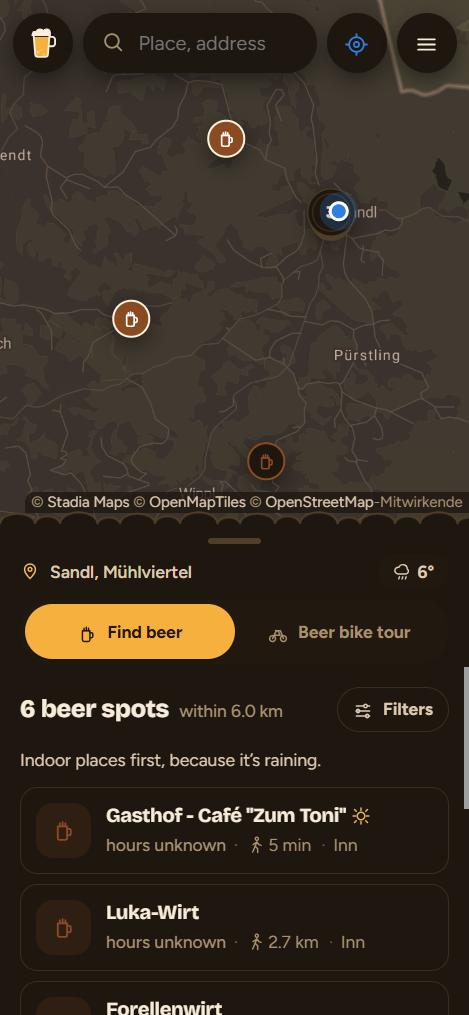 Place, address
endt
ndl
ch
Pürstling
© Stadia Maps © OpenMapTiles © OpenStreetMap-Mitwirkende
Sandl, Mühlviertel
6°
Find beer
Beer bike tour
6 beer spots within 6.0 km
Filters
Indoor places first, because it’s raining.
Gasthof - Café "Zum Toni"
hours unknown · 5 min · Inn
Luka-Wirt
hours unknown · 2.7 km · Inn
Forellenwirt